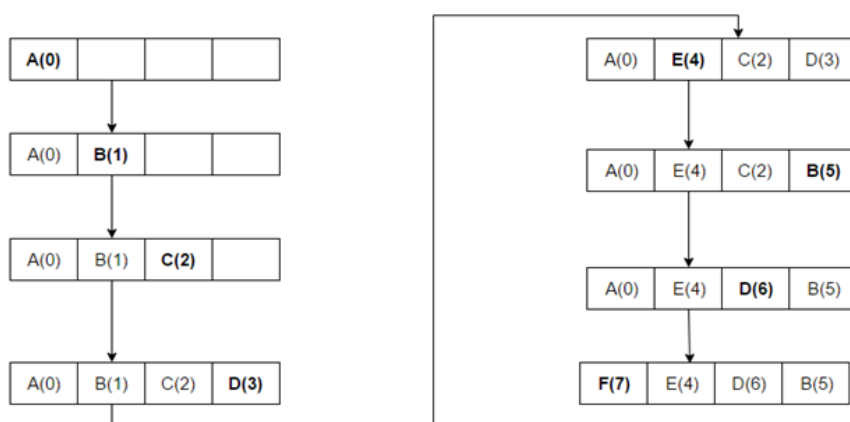 A(0)
A(0) B(1)
A(0) B(1) C(2)
A(0) B(1) C(2) D(3)
A(0) E(4) C(2) D(3)
A(0) E(4) C(2) B(5)
A(0) E(4) D(6) B(5)
F(7) E(4) D(6) B(5)